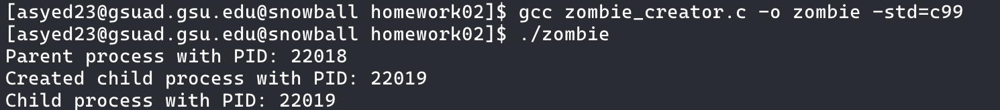 [asyed23@gsuad.gsu.edu@snowball homework02]$ gcc zombie_creator.c -o zombie -std=c99
[asyed23@gsuad.gsu.edu@snowball homework02]$ ./zombie
Parent process with PID: 22018
Created child process with PID: 22019
Child process with PID: 22019